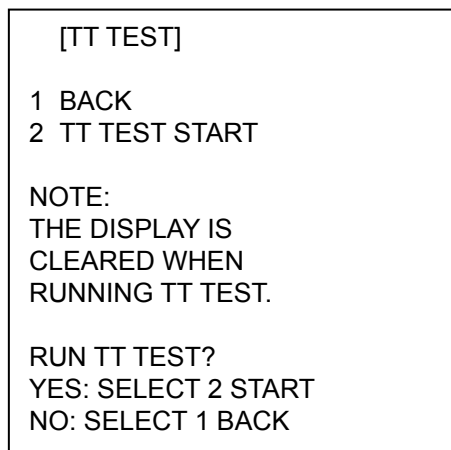 [TT TEST]
1 BACK
2 TT TEST START
NOTE:
THE DISPLAY IS
CLEARED WHEN
RUNNING TT TEST.
RUN TT TEST?
YES: SELECT 2 START
NO: SELECT 1 BACK